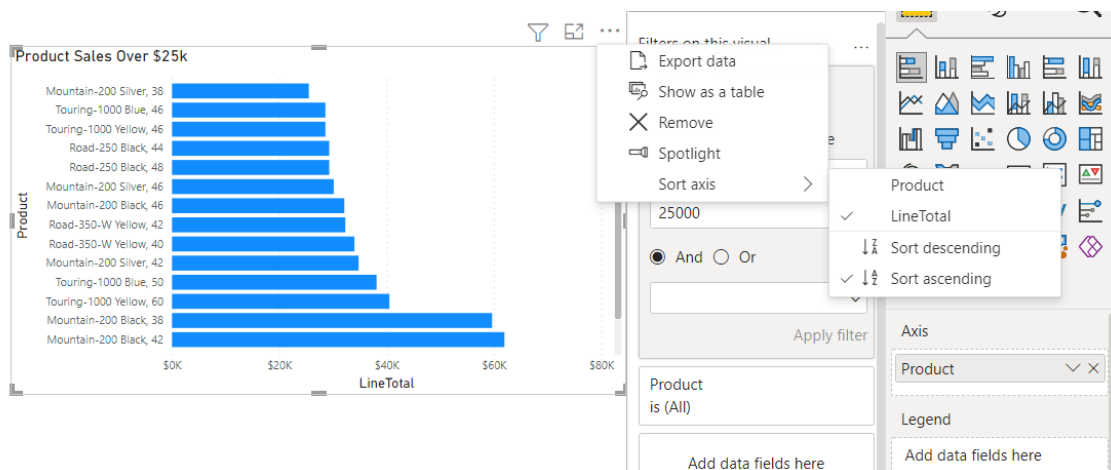 Product Sales Over $25k
Mountain-200 Silver, 38
Touring-1000 Blue, 46
Touring-1000 Yellow, 46
Road-250 Black, 44
Road-250 Black, 48
Mountain-200 Silver, 46
Mountain-200 Black, 46
Road-350-W Yellow, 42
Road-350-W Yellow, 40
Mountain-200 Silver, 42
Touring-1000 Blue, 50
Touring-1000 Yellow, 60
Mountain-200 Black, 38
Mountain-200 Black, 42
Product
$0K $20K $40K $60K $80K
LineTotal
Filters on this visual
Export data
Show as a table
Remove
Spotlight
Sort axis
Product
LineTotal
Sort descending
Sort ascending
25000
And Or
Apply filter
Product
is (All)
Add data fields here
Axis
Product
Legend
Add data fields here